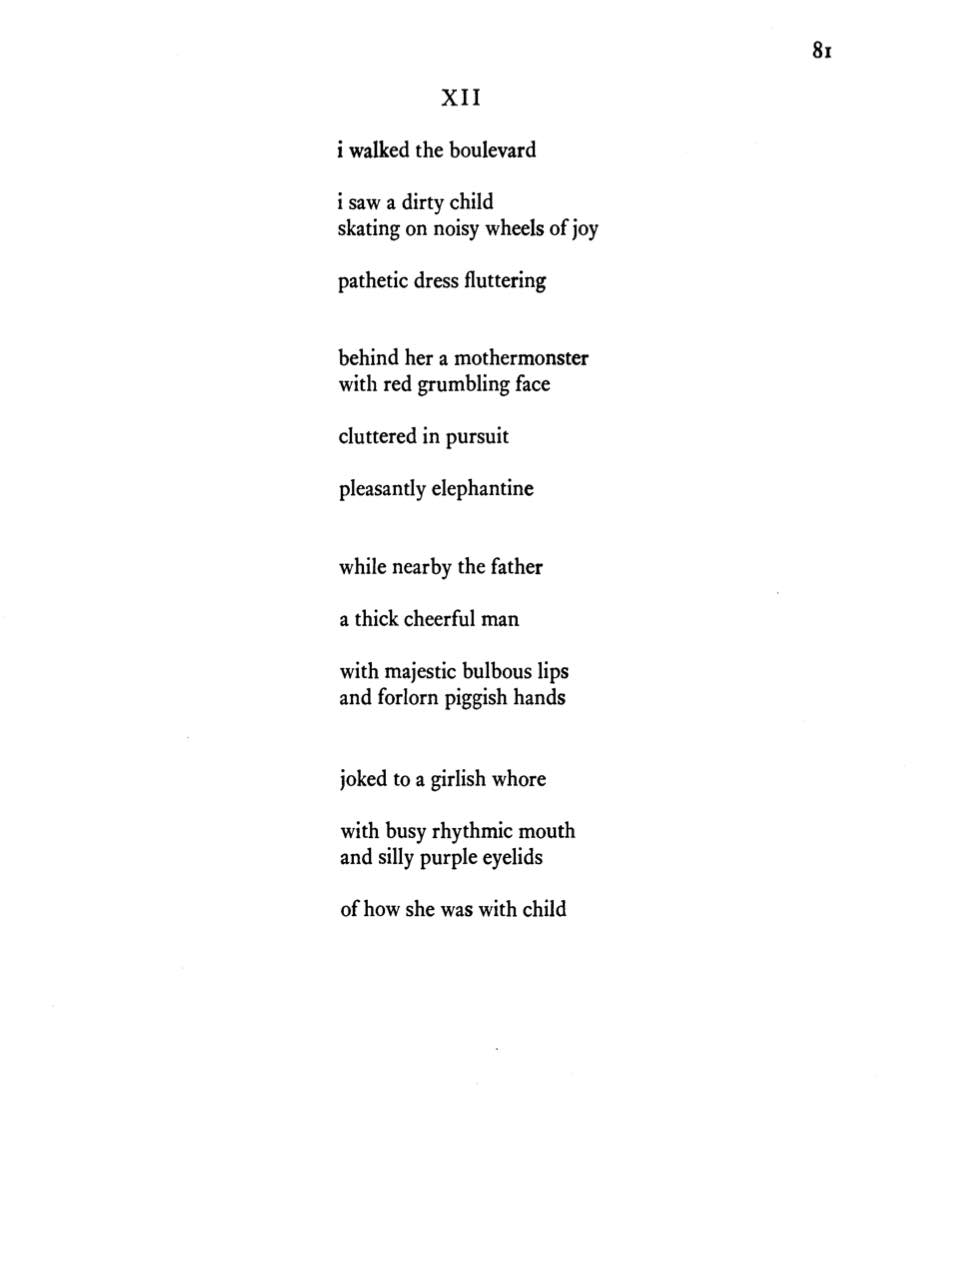 81
XII
i walked the boulevard
i saw a dirty child
skating on noisy wheels of joy
pathetic dress fluttering
behind her a mothermonster
with red grumbling face
cluttered in pursuit
pleasantly elephantine
while nearby the father
a thick cheerful man
with majestic bulbous lips
and forlorn piggish hands
joked to a girlish whore
with busy rhythmic mouth
and silly purple eyelids
of how she was with child